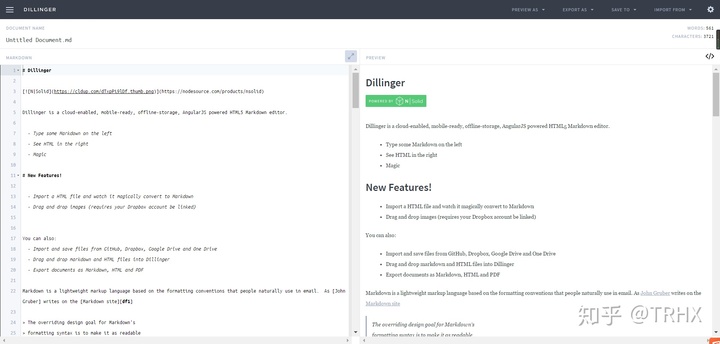 DILLINGER
PREVIEW AS
EXPORT AS
SAVE TO
IMPORT FROM
DOCUMENT NAME
Untitled Document.md
WORDS: 561
CHARACTERS: 3721
MARKDOWN
1 # Dillinger
2
3 [![N|Solid](https://cldup.com/dTxpPi9lDf.thumb.png)](https://nodesource.com/products/nsolid)
4
5 Dillinger is a cloud-enabled, mobile-ready, offline-storage, AngularJS powered HTML5 Markdown editor.
6
7 - Type some Markdown on the left
8 - See HTML in the right
9 - Magic
10
11 # New Features!
12
13 - Import a HTML file and watch it magically convert to Markdown
14 - Drag and drop images (requires your Dropbox account be linked)
15
16
17 You can also:
18 - Import and save files from GitHub, Dropbox, Google Drive and One Drive
19 - Drag and drop markdown and HTML files into Dillinger
20 - Export documents as Markdown, HTML and PDF
21
22 Markdown is a lightweight markup language based on the formatting conventions that people naturally use in email. As [John
Gruber] writes on the [Markdown site][df1]
23
24 > The overriding design goal for Markdown's
25 > formatting syntax is to make it as readable
PREVIEW
Dillinger
POWERED BY N|Solid
Dillinger is a cloud-enabled, mobile-ready, offline-storage, AngularJS powered HTML5 Markdown editor.
• Type some Markdown on the left
• See HTML in the right
• Magic
New Features!
• Import a HTML file and watch it magically convert to Markdown
• Drag and drop images (requires your Dropbox account be linked)
You can also:
• Import and save files from GitHub, Dropbox, Google Drive and One Drive
• Drag and drop markdown and HTML files into Dillinger
• Export documents as Markdown, HTML and PDF
Markdown is a lightweight markup language based on the formatting conventions that people naturally use in email. As John Gruber writes on the
Markdown site
The overriding design goal for Markdown's
formatting syntax is to make it as readable
知乎 @TRHX